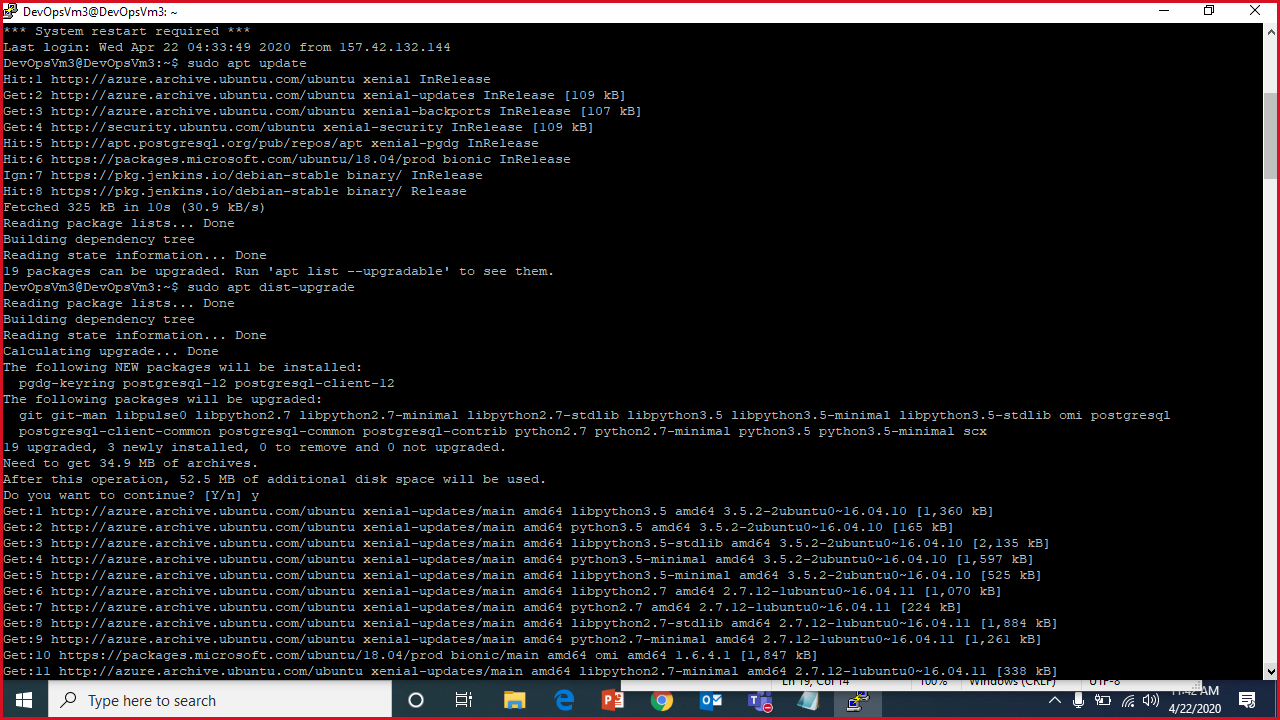 DevOpsVm3@DevOpsVm3: ~
*** System restart required ***
Last login: Wed Apr 22 04:33:49 2020 from 157.42.132.144
DevOpsVm3@DevOpsVm3:~$ sudo apt update
Hit:1 http://azure.archive.ubuntu.com/ubuntu xenial InRelease
Get:2 http://azure.archive.ubuntu.com/ubuntu xenial-updates InRelease [109 kB]
Get:3 http://azure.archive.ubuntu.com/ubuntu xenial-backports InRelease [107 kB]
Get:4 http://security.ubuntu.com/ubuntu xenial-security InRelease [109 kB]
Hit:5 http://apt.postgresql.org/pub/repos/apt xenial-pgdg InRelease
Hit:6 https://packages.microsoft.com/ubuntu/18.04/prod bionic InRelease
Ign:7 https://pkg.jenkins.io/debian-stable binary/ InRelease
Hit:8 https://pkg.jenkins.io/debian-stable binary/ Release
Fetched 325 kB in 10s (30.9 kB/s)
Reading package lists... Done
Building dependency tree
Reading state information... Done
19 packages can be upgraded. Run 'apt list --upgradable' to see them.
DevOpsVm3@DevOpsVm3:~$ sudo apt dist-upgrade
Reading package lists... Done
Building dependency tree
Reading state information... Done
Calculating upgrade... Done
The following NEW packages will be installed:
  pgdg-keyring postgresql-12 postgresql-client-12
The following packages will be upgraded:
  git git-man libpulse0 libpython2.7 libpython2.7-minimal libpython2.7-stdlib libpython3.5 libpython3.5-minimal libpython3.5-stdlib omi postgresql
  postgresql-client-common postgresql-common postgresql-contrib python2.7 python2.7-minimal python3.5 python3.5-minimal scx
19 upgraded, 3 newly installed, 0 to remove and 0 not upgraded.
Need to get 34.9 MB of archives.
After this operation, 52.5 MB of additional disk space will be used.
Do you want to continue? [Y/n] y
Get:1 http://azure.archive.ubuntu.com/ubuntu xenial-updates/main amd64 libpython3.5 amd64 3.5.2-2ubuntu0~16.04.10 [1,360 kB]
Get:2 http://azure.archive.ubuntu.com/ubuntu xenial-updates/main amd64 python3.5 amd64 3.5.2-2ubuntu0~16.04.10 [165 kB]
Get:3 http://azure.archive.ubuntu.com/ubuntu xenial-updates/main amd64 libpython3.5-stdlib amd64 3.5.2-2ubuntu0~16.04.10 [2,135 kB]
Get:4 http://azure.archive.ubuntu.com/ubuntu xenial-updates/main amd64 python3.5-minimal amd64 3.5.2-2ubuntu0~16.04.10 [1,597 kB]
Get:5 http://azure.archive.ubuntu.com/ubuntu xenial-updates/main amd64 libpython3.5-minimal amd64 3.5.2-2ubuntu0~16.04.10 [525 kB]
Get:6 http://azure.archive.ubuntu.com/ubuntu xenial-updates/main amd64 libpython2.7 amd64 2.7.12-1ubuntu0~16.04.11 [1,070 kB]
Get:7 http://azure.archive.ubuntu.com/ubuntu xenial-updates/main amd64 python2.7 amd64 2.7.12-1ubuntu0~16.04.11 [224 kB]
Get:8 http://azure.archive.ubuntu.com/ubuntu xenial-updates/main amd64 libpython2.7-stdlib amd64 2.7.12-1ubuntu0~16.04.11 [1,884 kB]
Get:9 http://azure.archive.ubuntu.com/ubuntu xenial-updates/main amd64 python2.7-minimal amd64 2.7.12-1ubuntu0~16.04.11 [1,261 kB]
Get:10 https://packages.microsoft.com/ubuntu/18.04/prod bionic/main amd64 omi amd64 1.6.4.1 [1,847 kB]
Get:11 http://azure.archive.ubuntu.com/ubuntu xenial-updates/main amd64 libpython2.7-minimal amd64 2.7.12-1ubuntu0~16.04.11 [338 kB]
Ln 19, Col 14 100% Windows (CRLF) UTF-8
Type here to search
11:42 AM
4/22/2020